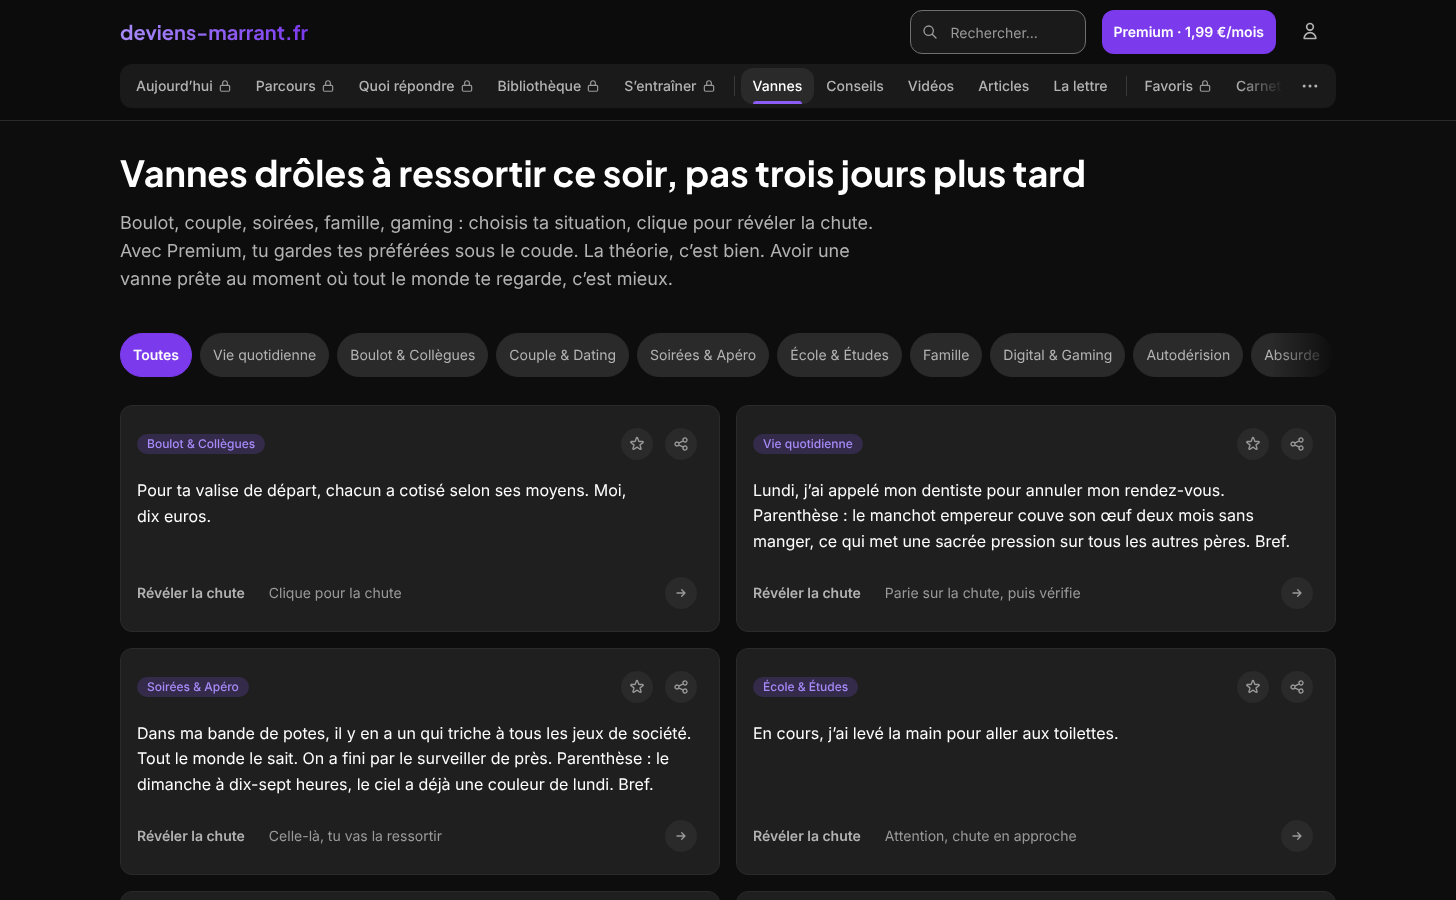 deviens-marrant.fr
Rechercher...
Premium · 1,99 €/mois
Aujourd’hui
Parcours
Quoi répondre
Bibliothèque
S’entraîner
Vannes
Conseils
Vidéos
Articles
La lettre
Favoris
Vannes drôles à ressortir ce soir, pas trois jours plus tard
Boulot, couple, soirées, famille, gaming : choisis ta situation, clique pour révéler la chute.
Avec Premium, tu gardes tes préférées sous le coude. La théorie, c’est bien. Avoir une
vanne prête au moment où tout le monde te regarde, c’est mieux.
Toutes
Vie quotidienne
Boulot & Collègues
Couple & Dating
Soirées & Apéro
École & Études
Famille
Digital & Gaming
Autodérision
Absurde
Boulot & Collègues
Pour ta valise de départ, chacun a cotisé selon ses moyens. Moi,
dix euros.
Révéler la chute
Clique pour la chute
Vie quotidienne
Lundi, j’ai appelé mon dentiste pour annuler mon rendez-vous.
Parenthèse : le manchot empereur couve son œuf deux mois sans
manger, ce qui met une sacrée pression sur tous les autres pères. Bref.
Révéler la chute
Parie sur la chute, puis vérifie
Soirées & Apéro
Dans ma bande de potes, il y en a un qui triche à tous les jeux de société.
Tout le monde le sait. On a fini par le surveiller de près. Parenthèse : le
dimanche à dix-sept heures, le ciel a déjà une couleur de lundi. Bref.
Révéler la chute
Celle-là, tu vas la ressortir
École & Études
En cours, j’ai levé la main pour aller aux toilettes.
Révéler la chute
Attention, chute en approche